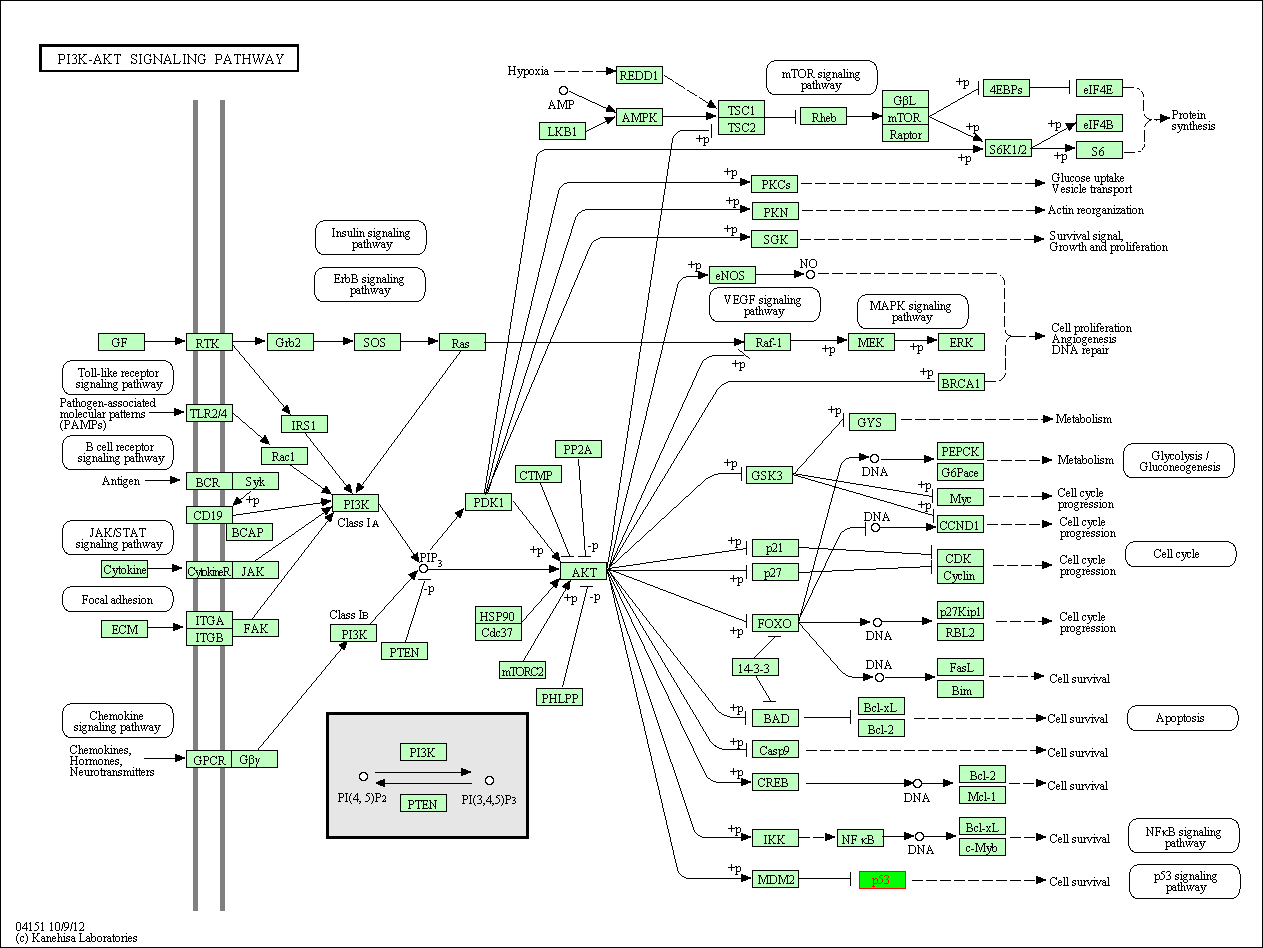 PI3K-AKT SIGNALING PATHWAY
Hypoxia
REDD1
mTOR signaling
pathway
AMP
LKB1
AMPK
TSC1
TSC2
+p
Rheb
GβL
mTOR
Raptor
+p
4EBPs
eIF4E
+p
eIF4B
S6K1/2
+p
+p
+p
S6
Protein
synthesis
+p
PKCs
Glucose uptake
Vesicle transport
+p
PKN
Actin reorganization
+p
SGK
Survival signal,
Growth and proliferation
Insulin signaling
pathway
ErbB signaling
pathway
+p
eNOS
NO
VEGF signaling
pathway
MAPK signaling
pathway
GF
RTK
Grb2
SOS
Ras
Raf-1
+p
+p
MEK
+p
ERK
Cell proliferation
Angiogenesis
DNA repair
+p
BRCA1
Toll-like receptor
signaling pathway
Pathogen-associated
molecular patterns
(PAMPs)
TLR2/4
IRS1
Rac1
B cell receptor
signaling pathway
Antigen
BCR
Syk
+p
CD19
BCAP
PI3K
Class IA
JAK/STAT
signaling pathway
Cytokine
CytokineR
JAK
Focal adhesion
ECM
ITGA
ITGB
FAK
Class IB
PI3K
PIP3
-p
PTEN
PDK1
CTMP
PP2A
+p
-p
AKT
+p
-p
HSP90
Cdc37
mTORC2
PHLPP
+p
GYS
Metabolism
+p
GSK3
DNA
PEPCK
G6Pace
Metabolism
Glycolysis /
Gluconeogenesis
+p
Myc
Cell cycle
progression
+p
DNA
CCND1
Cell cycle
progression
+p
p21
+p
p27
CDK
Cyclin
Cell cycle
progression
Cell cycle
FOXO
+p
DNA
p27Kip1
RBL2
Cell cycle
progression
14-3-3
DNA
FasL
Bim
Cell survival
+p
BAD
Bcl-xL
Bcl-2
Cell survival
Apoptosis
+p
Casp9
Cell survival
+p
CREB
DNA
Bcl-2
Mcl-1
Cell survival
+p
IKK
NFκB
DNA
Bcl-xL
c-Myb
Cell survival
NFκB signaling
pathway
+p
MDM2
p53
Cell survival
p53 signaling
pathway
Chemokine
signaling pathway
Chemokines,
Hormones,
Neurotransmitters
GPCR
Gβγ
PI3K
PI(4, 5)P2
PI(3,4,5)P3
PTEN
04151 10/9/12
(c) Kanehisa Laboratories